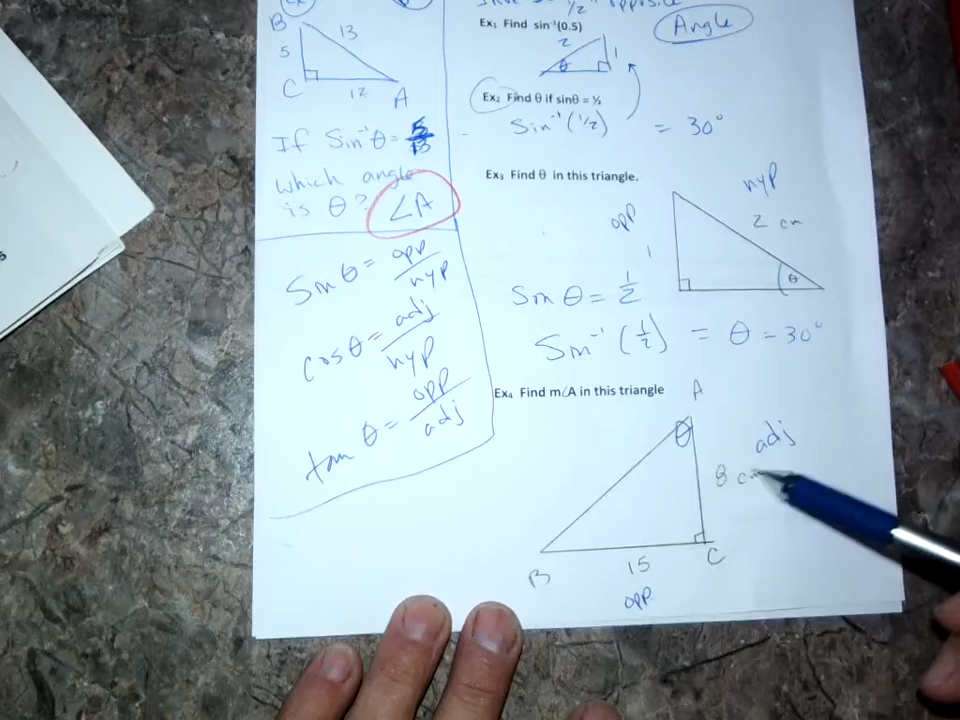 B
13
5
C
12
A
If Sin⁻¹θ = 5/13
which angle
is θ? ∠A
Sin θ = opp/hyp
cos θ = adj/hyp
tan θ = opp/adj
½" opposite
Ex₁ Find sin⁻¹(0.5)
Angle
2
1
θ
Ex₂ Find θ if sinθ = ½
Sin⁻¹(1/2) = 30°
Ex₃ Find θ in this triangle.
hyp
opp
2 cm
1
θ
Sin θ = 1/2
Sin⁻¹(1/2) = θ = 30°
Ex₄ Find m∠A in this triangle
A
θ
adj
8 cm
B
15
C
opp